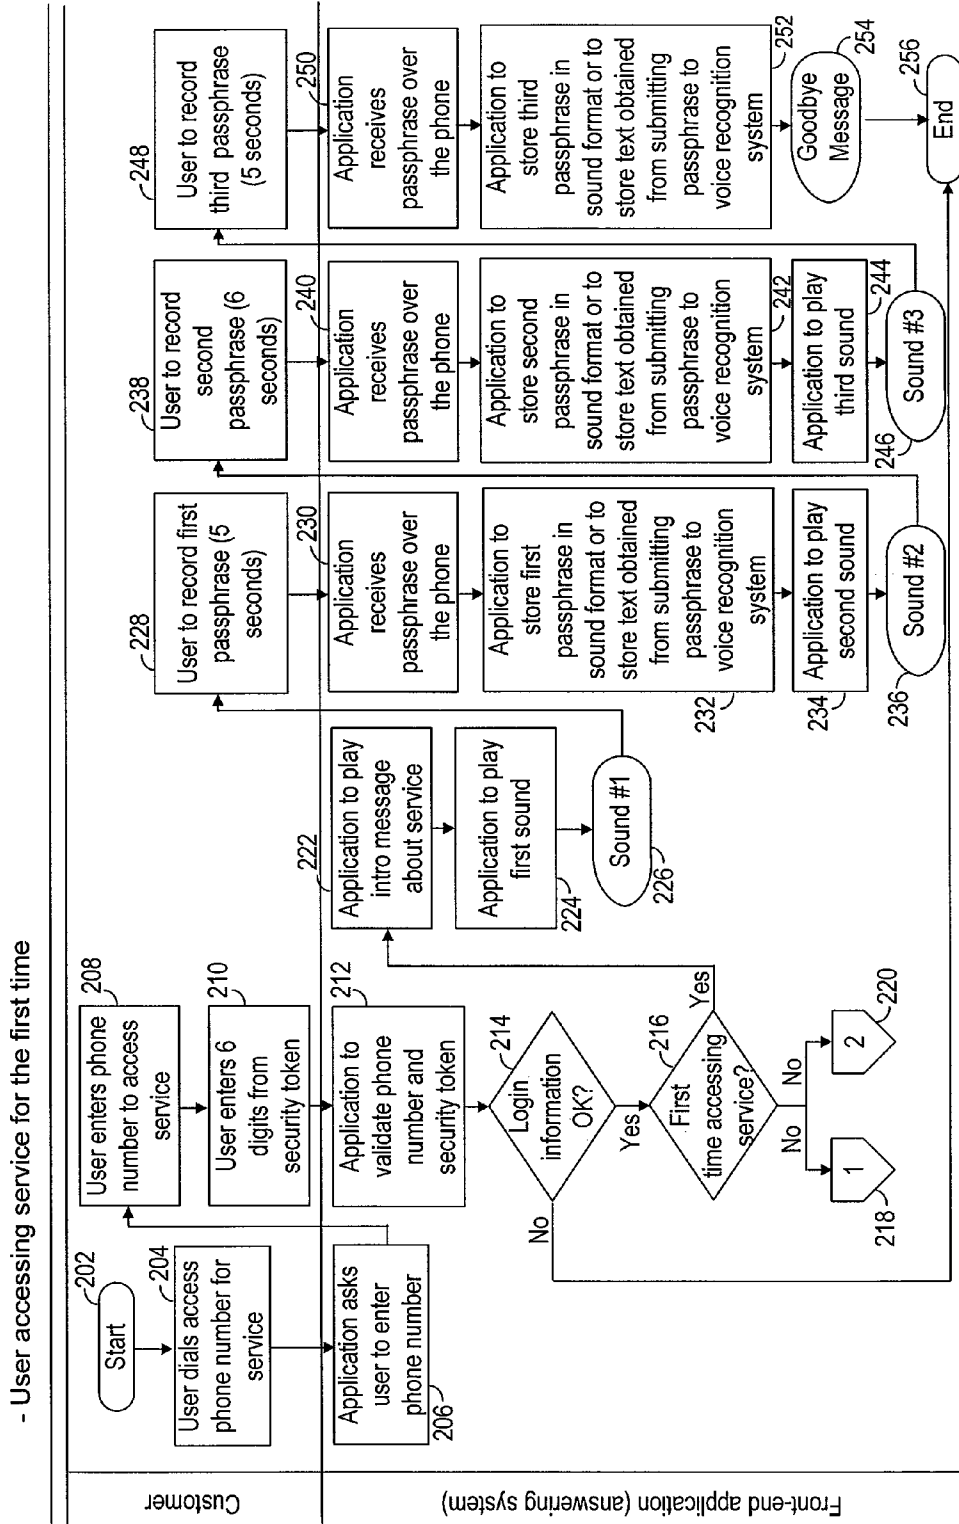 - User accessing service for the first time
Customer
Front-end application (answering system)
202
Start
204
User dials access
phone number for
service
Application asks
user to enter
phone number
206
208
User enters phone
number to access
service
210
User enters 6
digits from
security token
212
Application to
validate phone
number and
security token
214
Login
information
OK?
No
Yes
216
First
time accessing
service?
Yes
No
No
1
218
2
220
222
Application to play
intro message
about service
Application to play
first sound
224
Sound #1
226
228
User to record first
passphrase (5
seconds)
230
Application
receives
passphrase over
the phone
Application to
store first
passphrase in
sound format or to
store text obtained
from submitting
passphrase to
voice recognition
system
232
Application to play
second sound
234
Sound #2
236
238
User to record
second
passphrase (6
seconds)
240
Application
receives
passphrase over
the phone
Application to
store second
passphrase in
sound format or to
store text obtained
from submitting
passphrase to
voice recognition
system
242
Application to play
third sound
244
Sound #3
246
248
User to record
third passphrase
(5 seconds)
250
Application
receives
passphrase over
the phone
Application to
store third
passphrase in
sound format or to
store text obtained
from submitting
passphrase to
voice recognition
system
252
Goodbye
Message
254
256
End